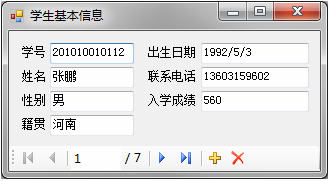 学生基本信息
学号 201010010112 出生日期 1992/5/3
姓名 张鹏 联系电话 13603159602
性别 男 入学成绩 560
籍贯 河南
1 / 7